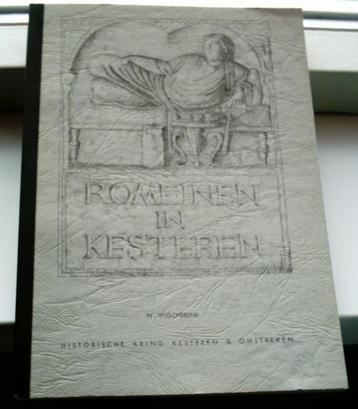 ROMEINEN
IN
KESTEREN
HISTORISCHE KRING KESTEREN & OMSTREKEN